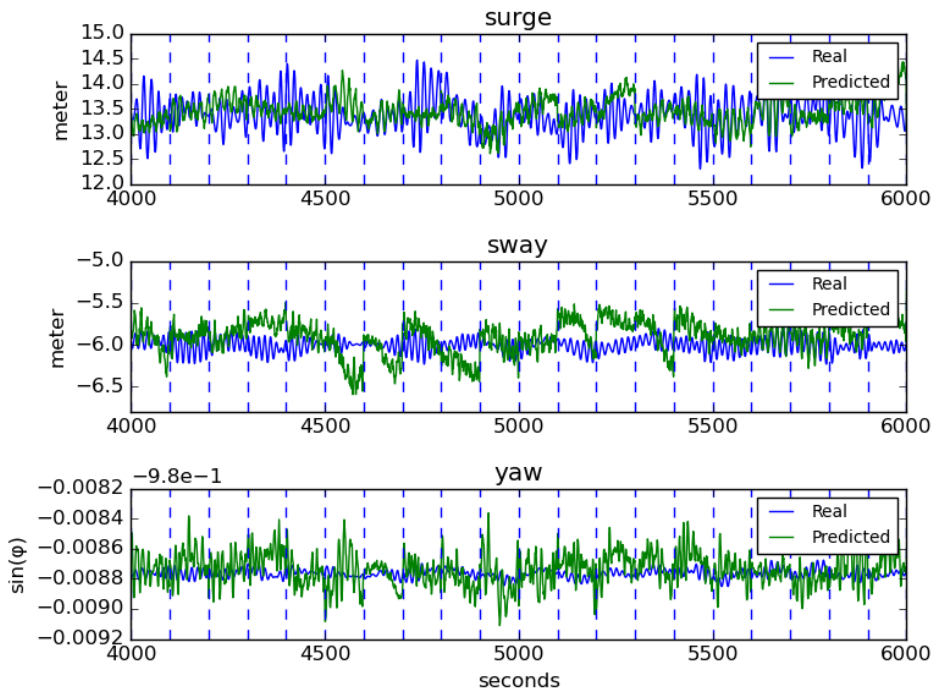 surge
15.0
14.5
14.0
13.5
13.0
12.5
12.0
meter
Real
Predicted
4000 4500 5000 5500 6000
sway
−5.0
−5.5
−6.0
−6.5
meter
Real
Predicted
4000 4500 5000 5500 6000
−9.8e−1
yaw
−0.0082
−0.0084
−0.0086
−0.0088
−0.0090
−0.0092
sin(φ)
Real
Predicted
4000 4500 5000 5500 6000
seconds